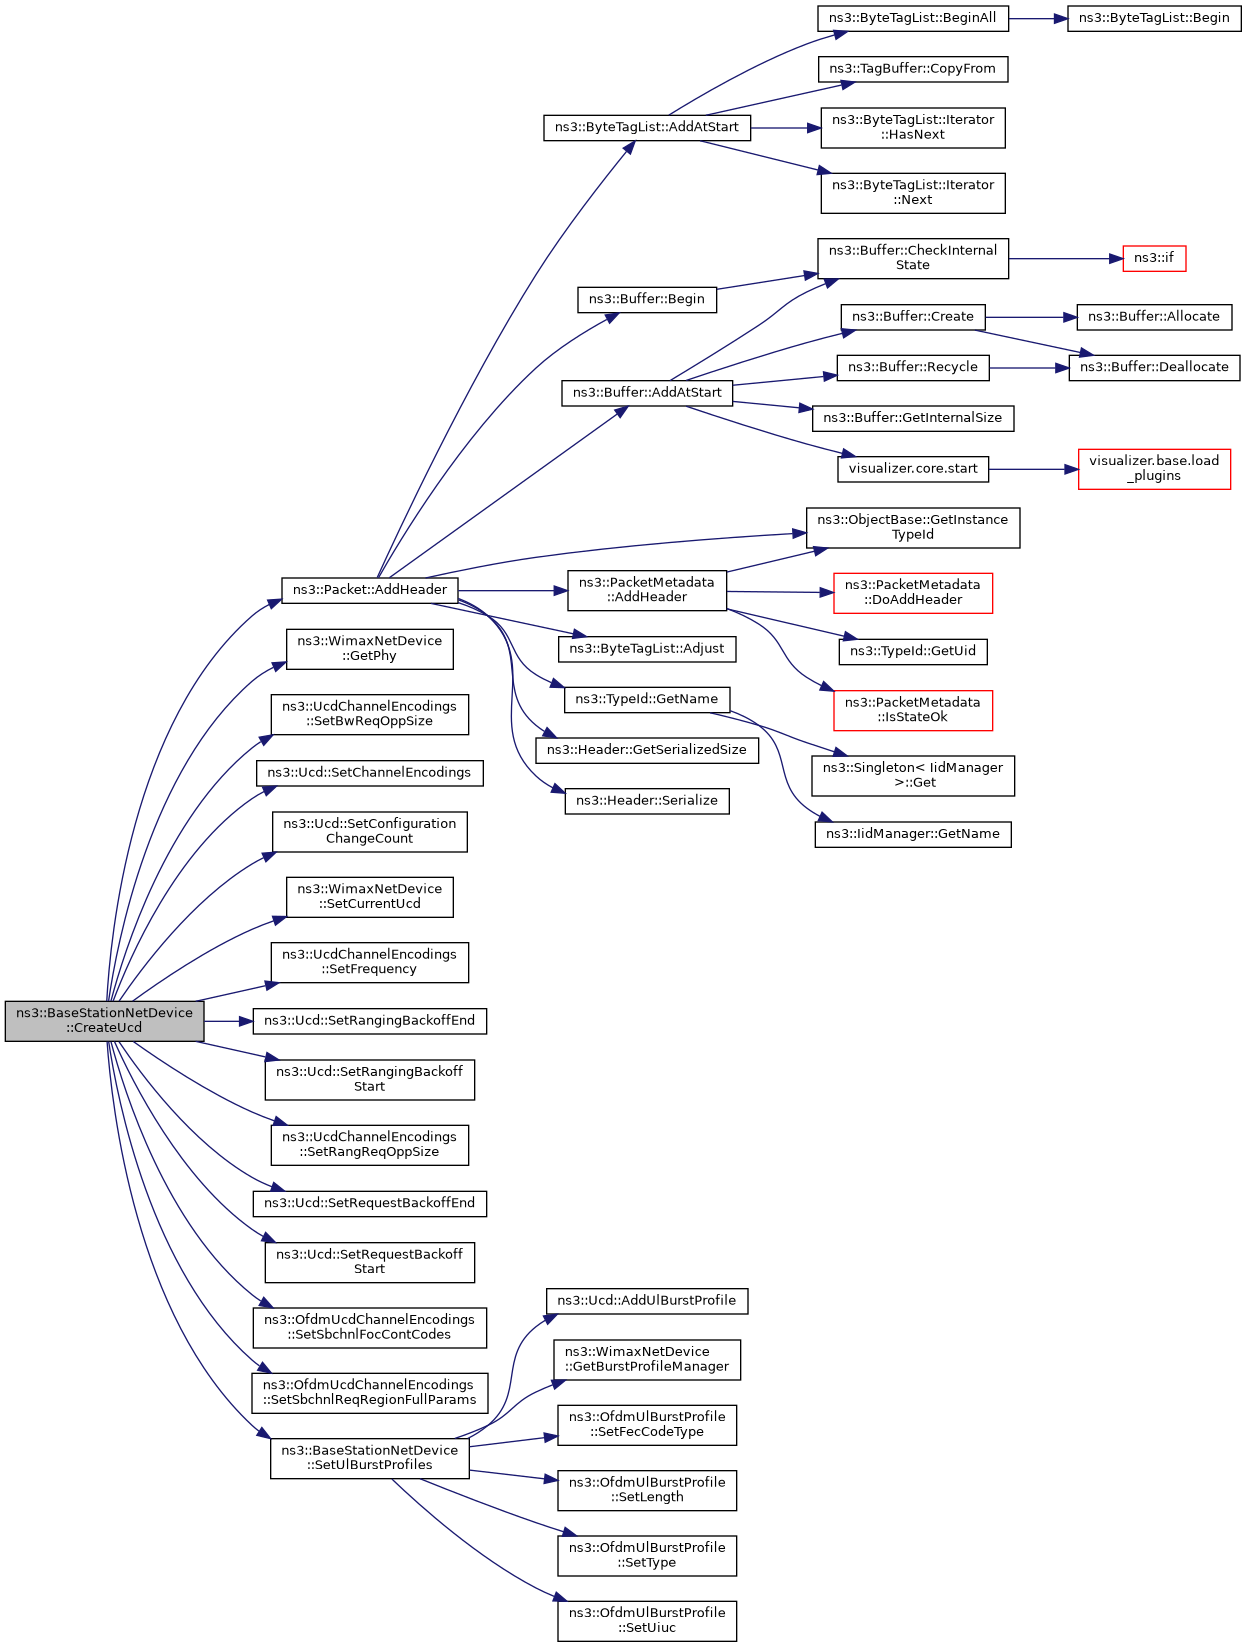 ns3::BaseStationNetDevice
::CreateUcd
ns3::Packet::AddHeader
ns3::WimaxNetDevice
::GetPhy
ns3::UcdChannelEncodings
::SetBwReqOppSize
ns3::Ucd::SetChannelEncodings
ns3::Ucd::SetConfiguration
ChangeCount
ns3::WimaxNetDevice
::SetCurrentUcd
ns3::UcdChannelEncodings
::SetFrequency
ns3::Ucd::SetRangingBackoffEnd
ns3::Ucd::SetRangingBackoff
Start
ns3::UcdChannelEncodings
::SetRangReqOppSize
ns3::Ucd::SetRequestBackoffEnd
ns3::Ucd::SetRequestBackoff
Start
ns3::OfdmUcdChannelEncodings
::SetSbchnlFocContCodes
ns3::OfdmUcdChannelEncodings
::SetSbchnlReqRegionFullParams
ns3::BaseStationNetDevice
::SetUlBurstProfiles
ns3::ByteTagList::AddAtStart
ns3::Buffer::Begin
ns3::Buffer::AddAtStart
ns3::PacketMetadata
::AddHeader
ns3::ByteTagList::Adjust
ns3::TypeId::GetName
ns3::Header::GetSerializedSize
ns3::Header::Serialize
ns3::Ucd::AddUlBurstProfile
ns3::WimaxNetDevice
::GetBurstProfileManager
ns3::OfdmUlBurstProfile
::SetFecCodeType
ns3::OfdmUlBurstProfile
::SetLength
ns3::OfdmUlBurstProfile
::SetType
ns3::OfdmUlBurstProfile
::SetUiuc
ns3::ByteTagList::BeginAll
ns3::TagBuffer::CopyFrom
ns3::ByteTagList::Iterator
::HasNext
ns3::ByteTagList::Iterator
::Next
ns3::Buffer::CheckInternal
State
ns3::Buffer::Create
ns3::Buffer::Recycle
ns3::Buffer::GetInternalSize
visualizer.core.start
ns3::ObjectBase::GetInstance
TypeId
ns3::PacketMetadata
::DoAddHeader
ns3::TypeId::GetUid
ns3::PacketMetadata
::IsStateOk
ns3::Singleton< IidManager
>::Get
ns3::IidManager::GetName
ns3::ByteTagList::Begin
ns3::if
ns3::Buffer::Allocate
ns3::Buffer::Deallocate
visualizer.base.load
_plugins